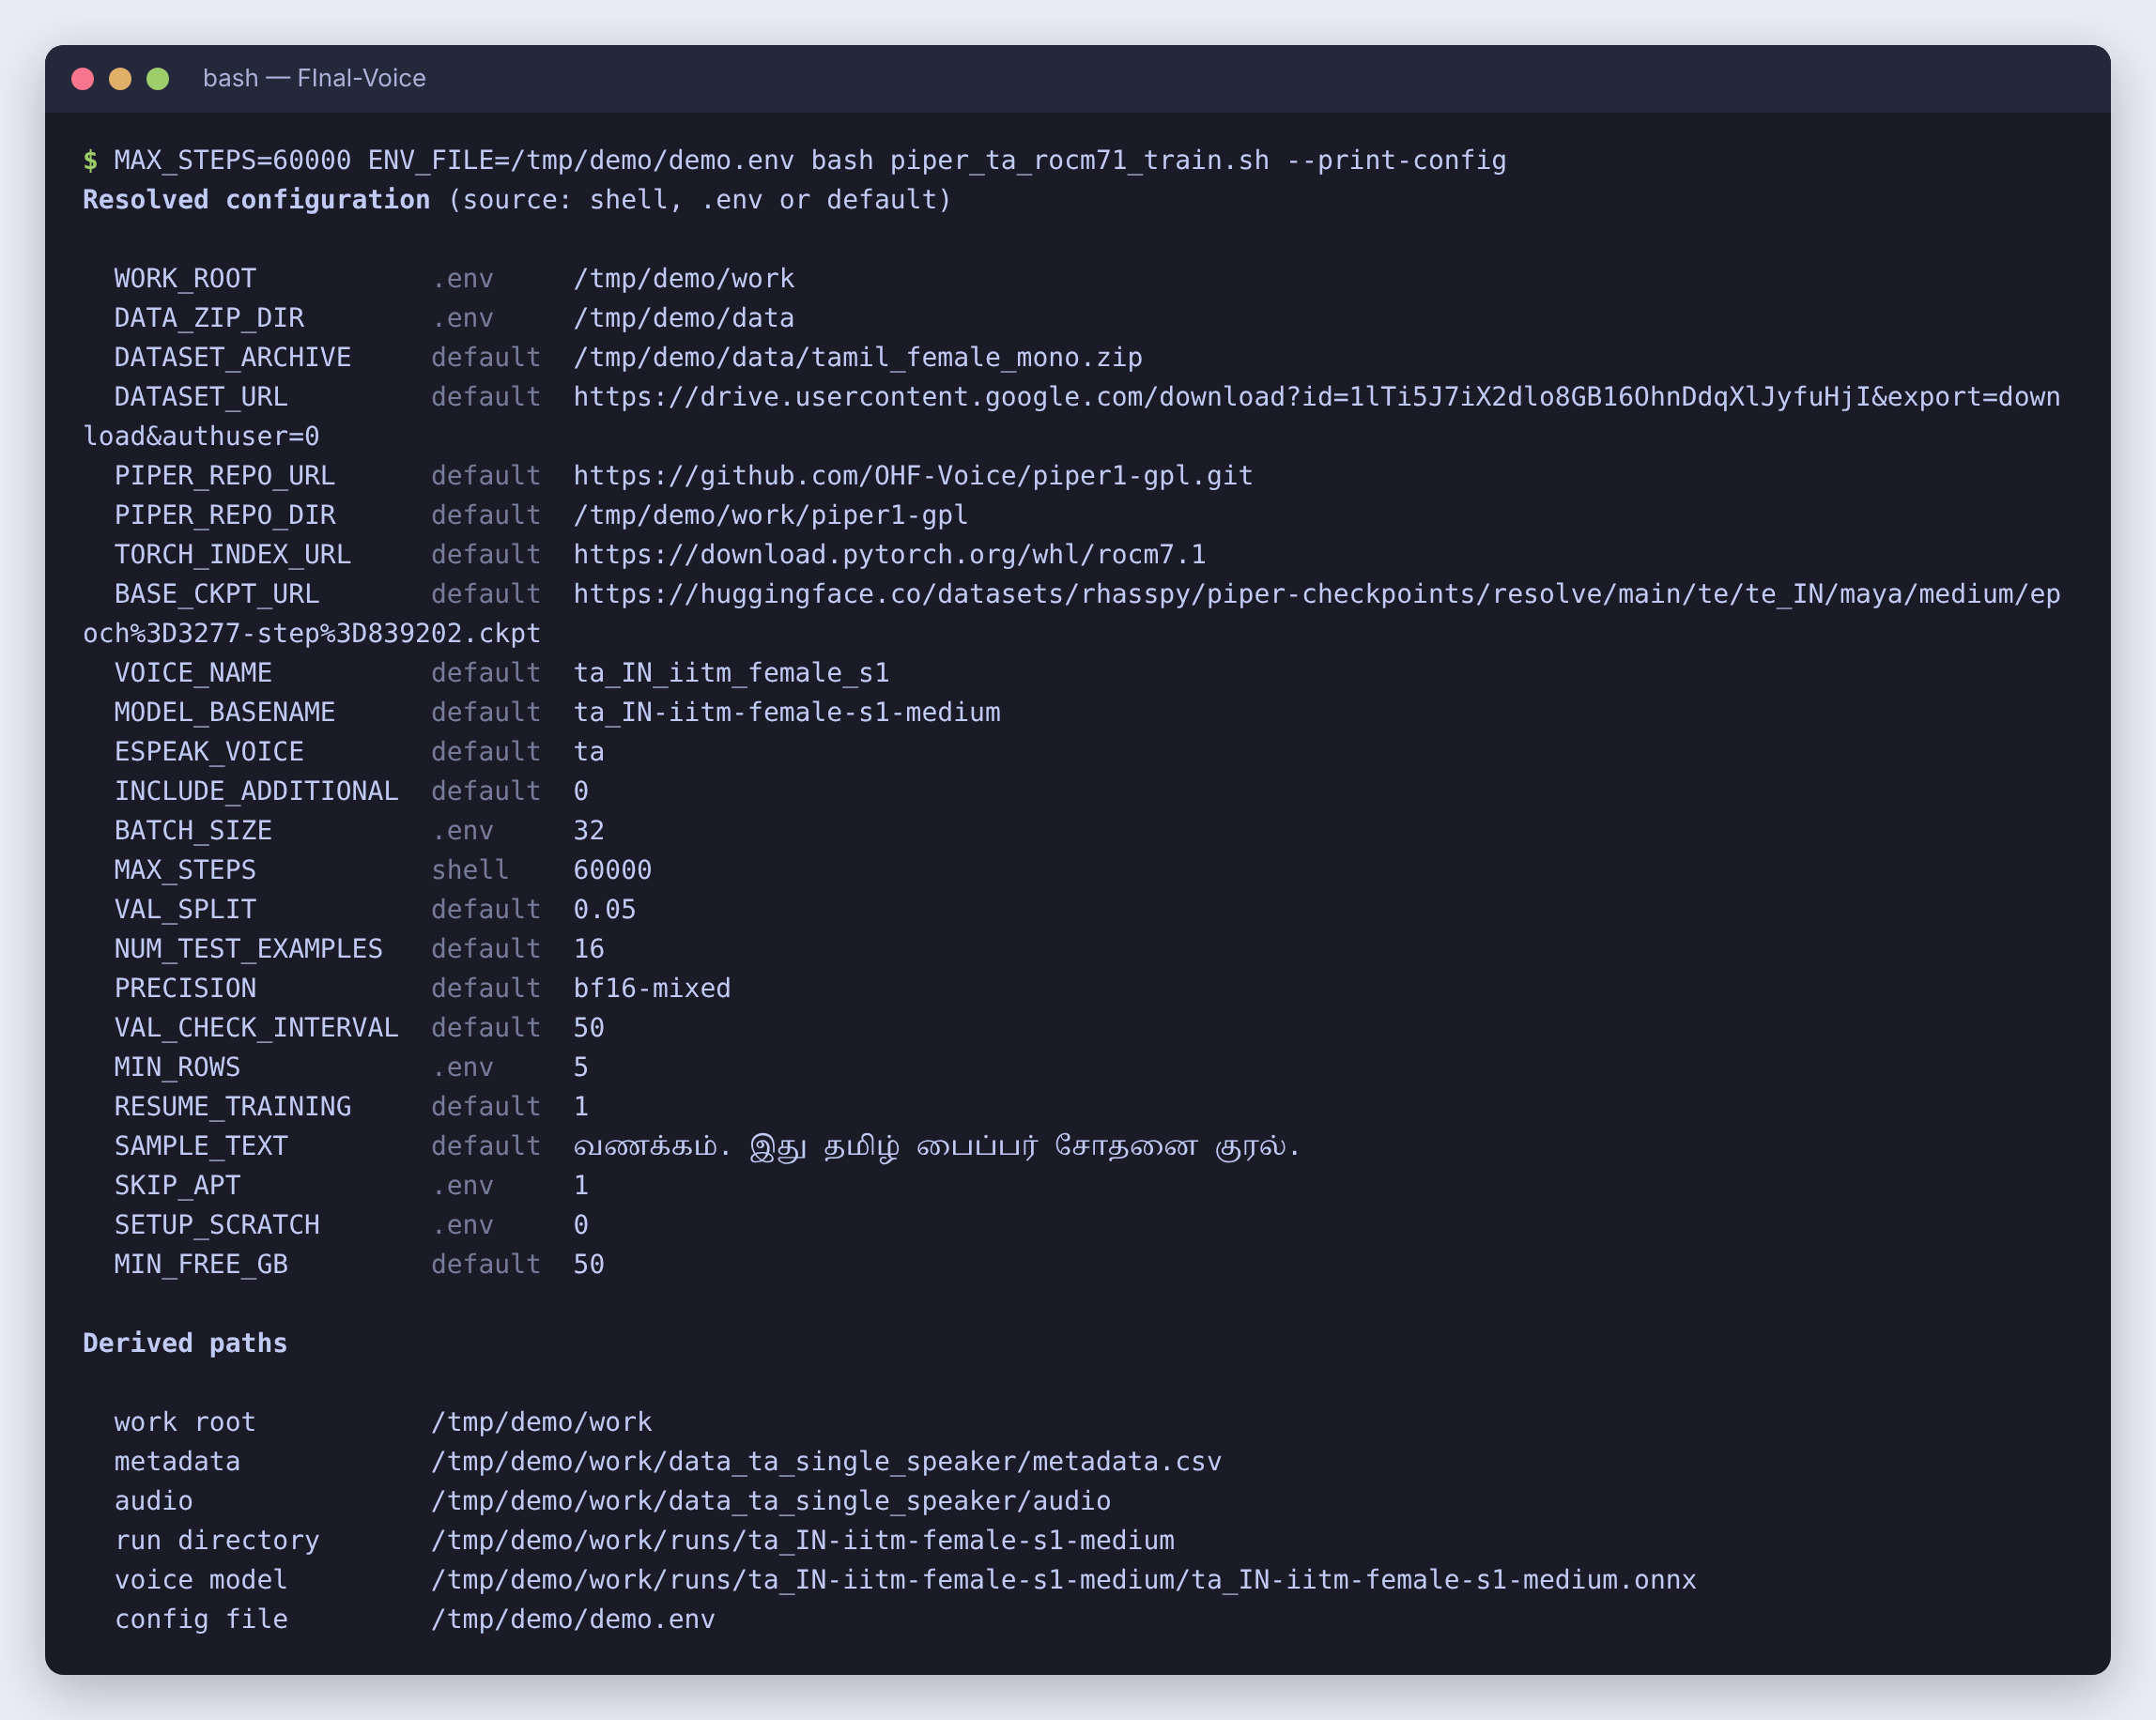 bash — FInal-Voice
$ MAX_STEPS=60000 ENV_FILE=/tmp/demo/demo.env bash piper_ta_rocm71_train.sh --print-config
Resolved configuration (source: shell, .env or default)
WORK_ROOT .env /tmp/demo/work
DATA_ZIP_DIR .env /tmp/demo/data
DATASET_ARCHIVE default /tmp/demo/data/tamil_female_mono.zip
DATASET_URL default https://drive.usercontent.google.com/download?id=1lTi5J7iX2dlo8GB16OhnDdqXlJyfuHjI&export=down
load&authuser=0
PIPER_REPO_URL default https://github.com/OHF-Voice/piper1-gpl.git
PIPER_REPO_DIR default /tmp/demo/work/piper1-gpl
TORCH_INDEX_URL default https://download.pytorch.org/whl/rocm7.1
BASE_CKPT_URL default https://huggingface.co/datasets/rhasspy/piper-checkpoints/resolve/main/te/te_IN/maya/medium/ep
och%3D3277-step%3D839202.ckpt
VOICE_NAME default ta_IN_iitm_female_s1
MODEL_BASENAME default ta_IN-iitm-female-s1-medium
ESPEAK_VOICE default ta
INCLUDE_ADDITIONAL default 0
BATCH_SIZE .env 32
MAX_STEPS shell 60000
VAL_SPLIT default 0.05
NUM_TEST_EXAMPLES default 16
PRECISION default bf16-mixed
VAL_CHECK_INTERVAL default 50
MIN_ROWS .env 5
RESUME_TRAINING default 1
SAMPLE_TEXT default வணக்கம். இது தமிழ் பைப்பர் சோதனை குரல்.
SKIP_APT .env 1
SETUP_SCRATCH .env 0
MIN_FREE_GB default 50
Derived paths
work root /tmp/demo/work
metadata /tmp/demo/work/data_ta_single_speaker/metadata.csv
audio /tmp/demo/work/data_ta_single_speaker/audio
run directory /tmp/demo/work/runs/ta_IN-iitm-female-s1-medium
voice model /tmp/demo/work/runs/ta_IN-iitm-female-s1-medium/ta_IN-iitm-female-s1-medium.onnx
config file /tmp/demo/demo.env